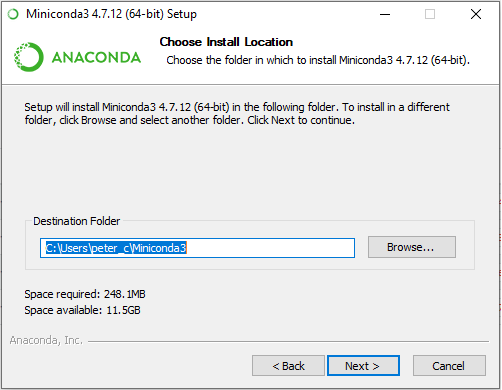 Miniconda3 4.7.12 (64-bit) Setup
ANACONDA
Choose Install Location
Choose the folder in which to install Miniconda3 4.7.12 (64-bit).
Setup will install Miniconda3 4.7.12 (64-bit) in the following folder. To install in a different
folder, click Browse and select another folder. Click Next to continue.
Destination Folder
C:\Users\peter_c\Miniconda3
Browse...
Space required: 248.1MB
Space available: 11.5GB
Anaconda, Inc.
< Back
Next >
Cancel